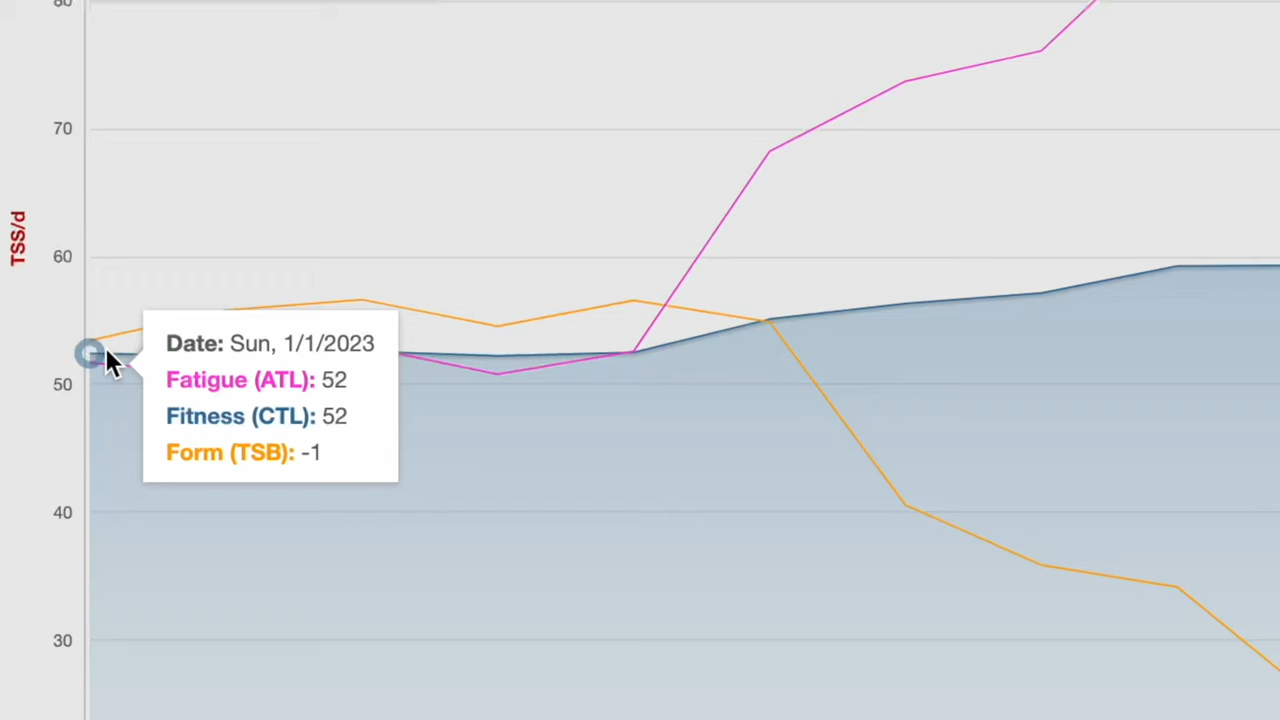 80
70
TSS/d
60
Date: Sun, 1/1/2023
Fatigue (ATL): 52
50
Fitness (CTL): 52
Form (TSB): -1
40
30